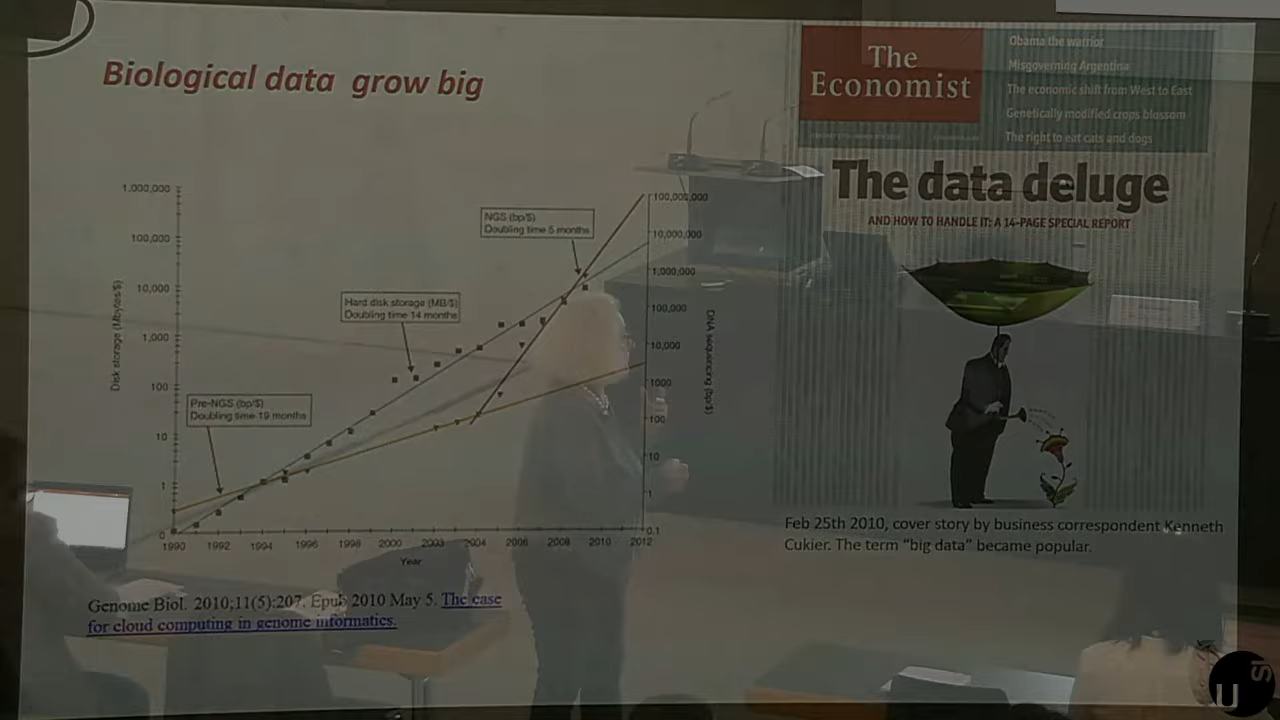 Biological data grow big
1,000,000
100,000
10,000
1,000
100
10
1
0
Disk storage (Mbytes/$)
NGS (bp/$)
Doubling time 5 months
Hard disk storage (MB/$)
Doubling time 14 months
Pre-NGS (bp/$)
Doubling time 19 months
100,000,000
10,000,000
1,000,000
100,000
10,000
1000
100
10
1
0.1
DNA sequencing (bp/$)
1990 1992 1994 1996 1998 2000 2003 2004 2006 2008 2010 2012
Year
Genome Biol. 2010;11(5):207. Epub 2010 May 5. The case
for cloud computing in genome informatics.
The
Economist
Obama the warrior
Misgoverning Argentina
The economic shift from West to East
Genetically modified crops blossom
The right to eat cats and dogs
The data deluge
AND HOW TO HANDLE IT: A 14-PAGE SPECIAL REPORT
Feb 25th 2010, cover story by business correspondent Kenneth
Cukier. The term “big data” became popular.
U SI